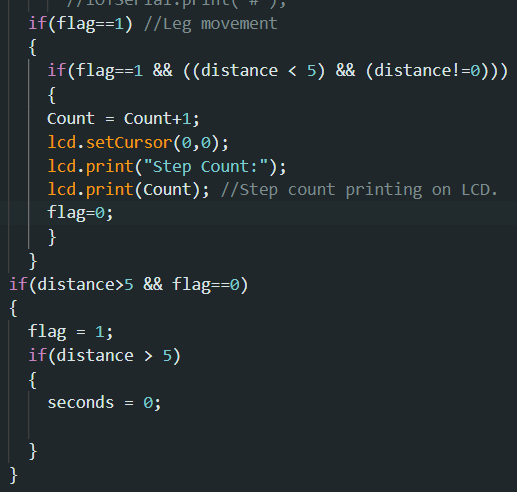 //IoTSerial.print("#");
if(flag==1) //Leg movement
{
if(flag==1 && ((distance < 5) && (distance!=0)))
{
Count = Count+1;
lcd.setCursor(0,0);
lcd.print("Step Count:");
lcd.print(Count); //Step count printing on LCD.
flag=0;
}
}
if(distance>5 && flag==0)
{
flag = 1;
if(distance > 5)
{
seconds = 0;
}
}